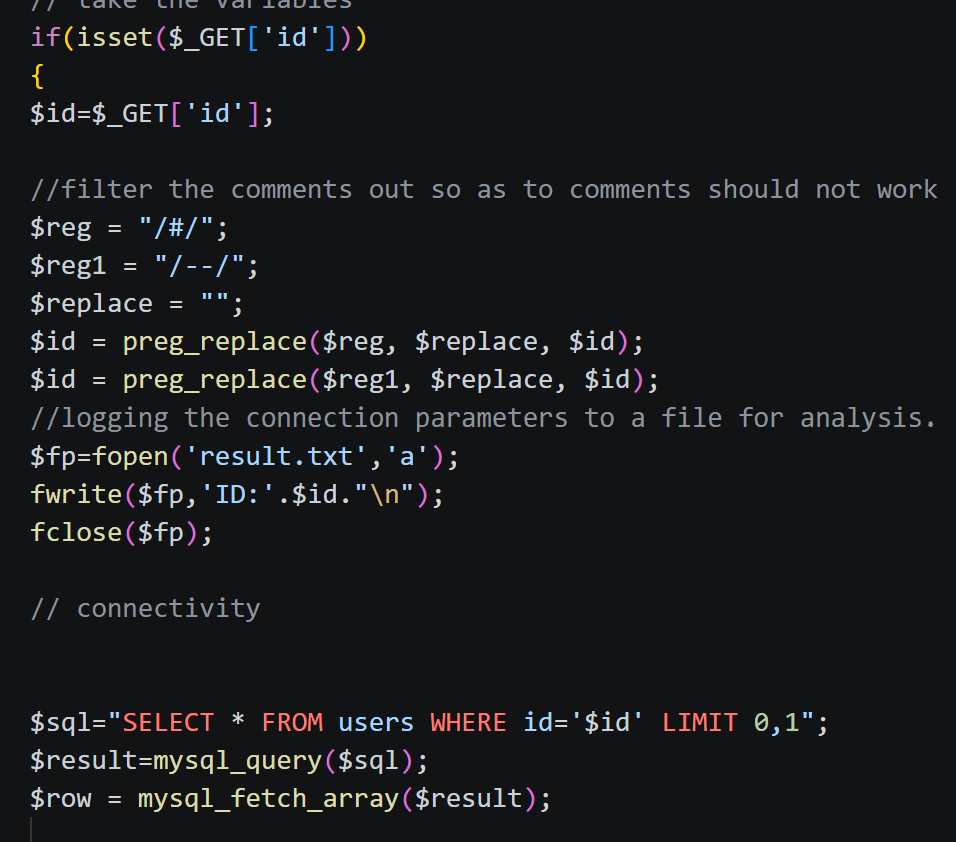 // take the variables
if(isset($_GET['id']))
{
$id=$_GET['id'];
//filter the comments out so as to comments should not work
$reg = "/#/";
$reg1 = "/--/";
$replace = "";
$id = preg_replace($reg, $replace, $id);
$id = preg_replace($reg1, $replace, $id);
//logging the connection parameters to a file for analysis.
$fp=fopen('result.txt','a');
fwrite($fp,'ID:'.$id."\n");
fclose($fp);
// connectivity
$sql="SELECT * FROM users WHERE id='$id' LIMIT 0,1";
$result=mysql_query($sql);
$row = mysql_fetch_array($result);